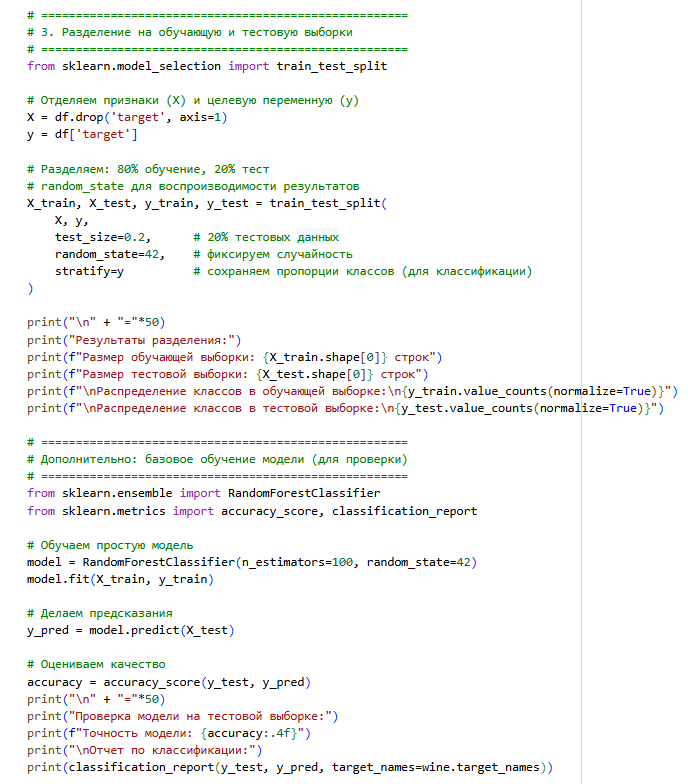 # =====================================================
# 3. Разделение на обучающую и тестовую выборки
# =====================================================
from sklearn.model_selection import train_test_split

# Отделяем признаки (X) и целевую переменную (y)
X = df.drop('target', axis=1)
y = df['target']

# Разделяем: 80% обучение, 20% тест
# random_state для воспроизводимости результатов
X_train, X_test, y_train, y_test = train_test_split(
    X, y,
    test_size=0.2,      # 20% тестовых данных
    random_state=42,    # фиксируем случайность
    stratify=y          # сохраняем пропорции классов (для классификации)
)

print("\n" + "="*50)
print("Результаты разделения:")
print(f"Размер обучающей выборки: {X_train.shape[0]} строк")
print(f"Размер тестовой выборки: {X_test.shape[0]} строк")
print(f"\nРаспределение классов в обучающей выборке:\n{y_train.value_counts(normalize=True)}")
print(f"\nРаспределение классов в тестовой выборке:\n{y_test.value_counts(normalize=True)}")

# =====================================================
# Дополнительно: базовое обучение модели (для проверки)
# =====================================================
from sklearn.ensemble import RandomForestClassifier
from sklearn.metrics import accuracy_score, classification_report

# Обучаем простую модель
model = RandomForestClassifier(n_estimators=100, random_state=42)
model.fit(X_train, y_train)

# Делаем предсказания
y_pred = model.predict(X_test)

# Оцениваем качество
accuracy = accuracy_score(y_test, y_pred)
print("\n" + "="*50)
print("Проверка модели на тестовой выборке:")
print(f"Точность модели: {accuracy:.4f}")
print("\nОтчет по классификации:")
print(classification_report(y_test, y_pred, target_names=wine.target_names))